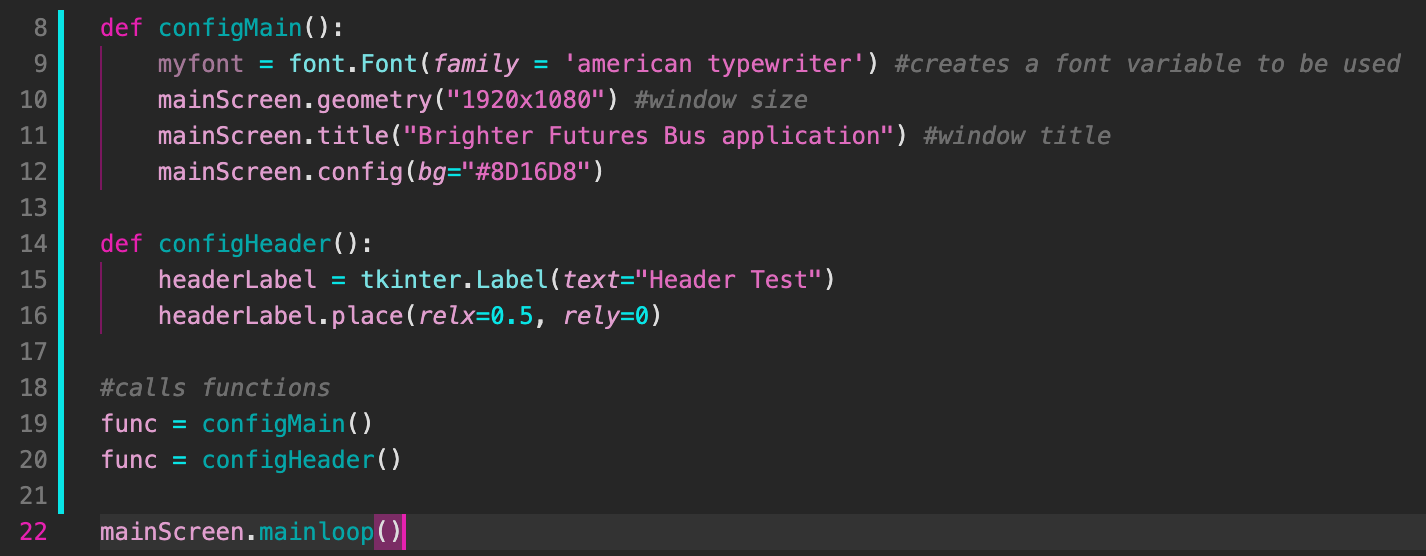 8 def configMain():
9     myfont = font.Font(family = 'american typewriter') #creates a font variable to be used
10     mainScreen.geometry("1920x1080") #window size
11     mainScreen.title("Brighter Futures Bus application") #window title
12     mainScreen.config(bg="#8D16D8")
13
14 def configHeader():
15     headerLabel = tkinter.Label(text="Header Test")
16     headerLabel.place(relx=0.5, rely=0)
17
18 #calls functions
19 func = configMain()
20 func = configHeader()
21
22 mainScreen.mainloop()